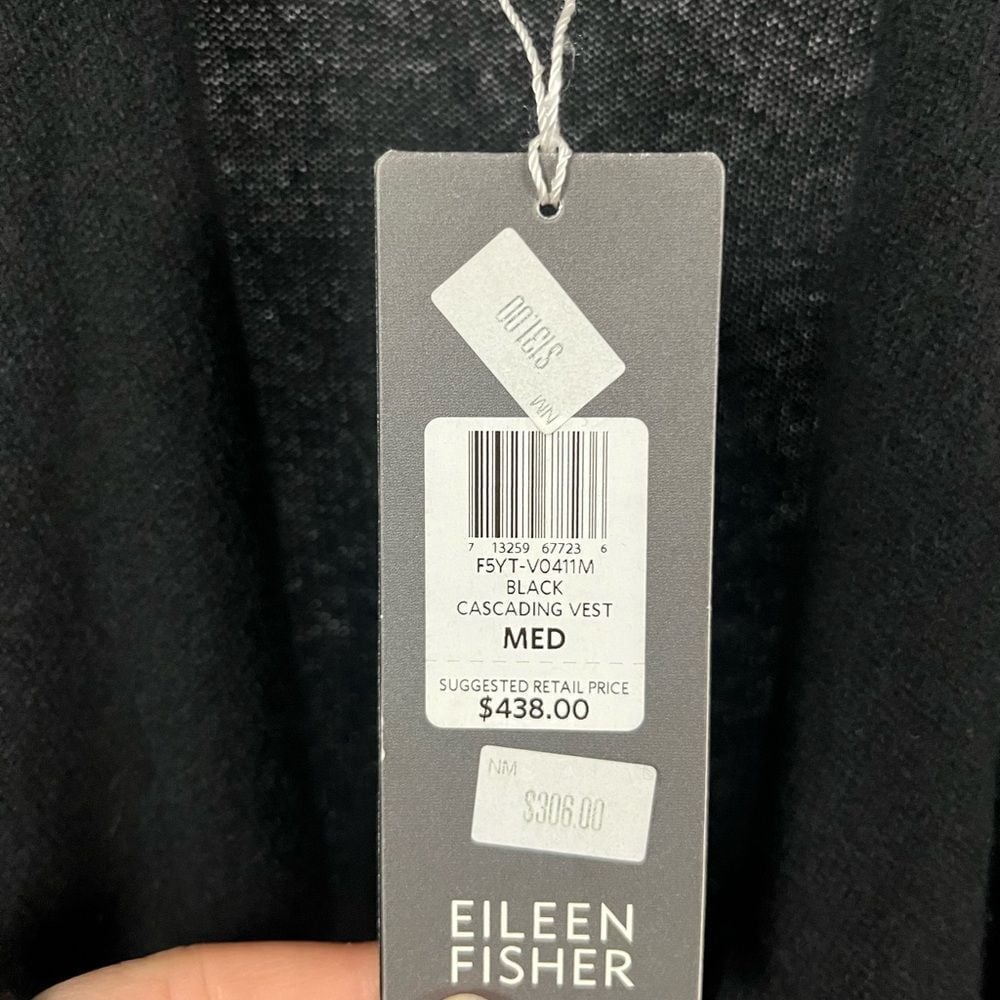 $131.00
NM
7 13259 67723 6
F5YT-V0411M
BLACK
CASCADING VEST
MED
SUGGESTED RETAIL PRICE
$438.00
NM
$306.00
EILEEN
FISHER